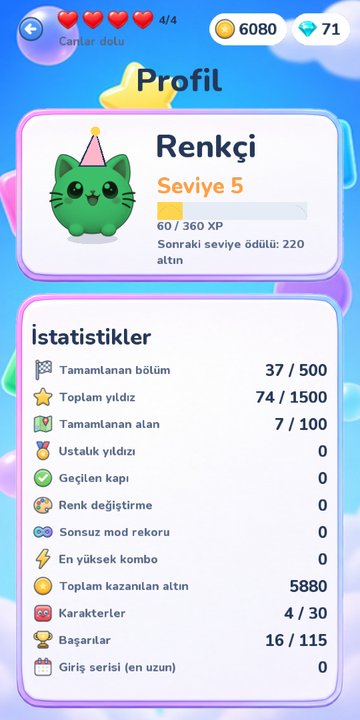 4/4
6080
71
Canlar dolu
Profil
Renkçi
Seviye 5
60 / 360 XP
Sonraki seviye ödülü: 220
altın
İstatistikler
Tamamlanan bölüm 37 / 500
Toplam yıldız 74 / 1500
Tamamlanan alan 7 / 100
Ustalık yıldızı 0
Geçilen kapı 0
Renk değiştirme 0
Sonsuz mod rekoru 0
En yüksek kombo 0
Toplam kazanılan altın 5880
Karakterler 4 / 30
Başarılar 16 / 115
Giriş serisi (en uzun) 0